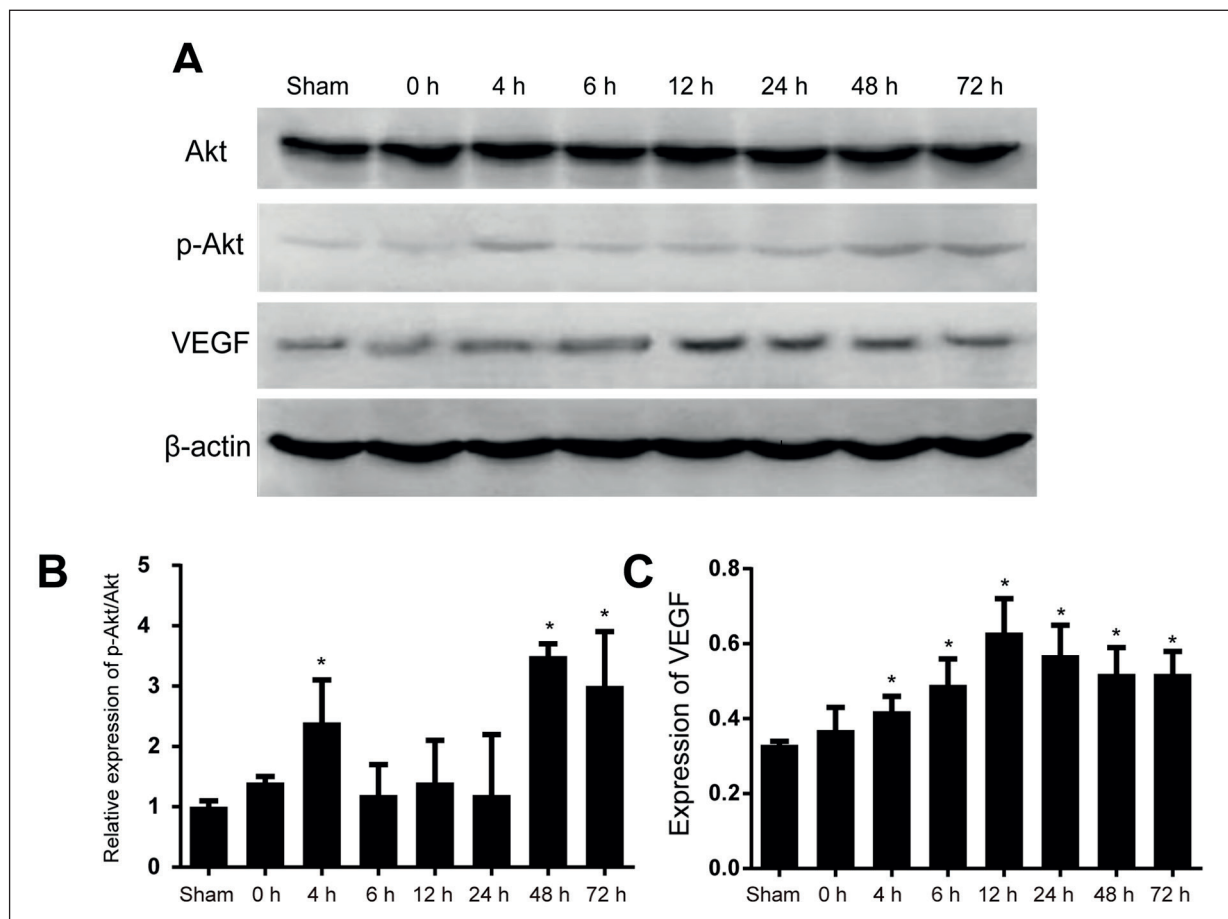 A
Sham 0 h 4 h 6 h 12 h 24 h 48 h 72 h
Akt
p-Akt
VEGF
β-actin
B
Relative expression of p-Akt/Akt
5
4
3
2
1
0
* * *
Sham 0 h 4 h 6 h 12 h 24 h 48 h 72 h
C
Expression of VEGF
0.8
0.6
0.4
0.2
0.0
* * * * * *
Sham 0 h 4 h 6 h 12 h 24 h 48 h 72 h